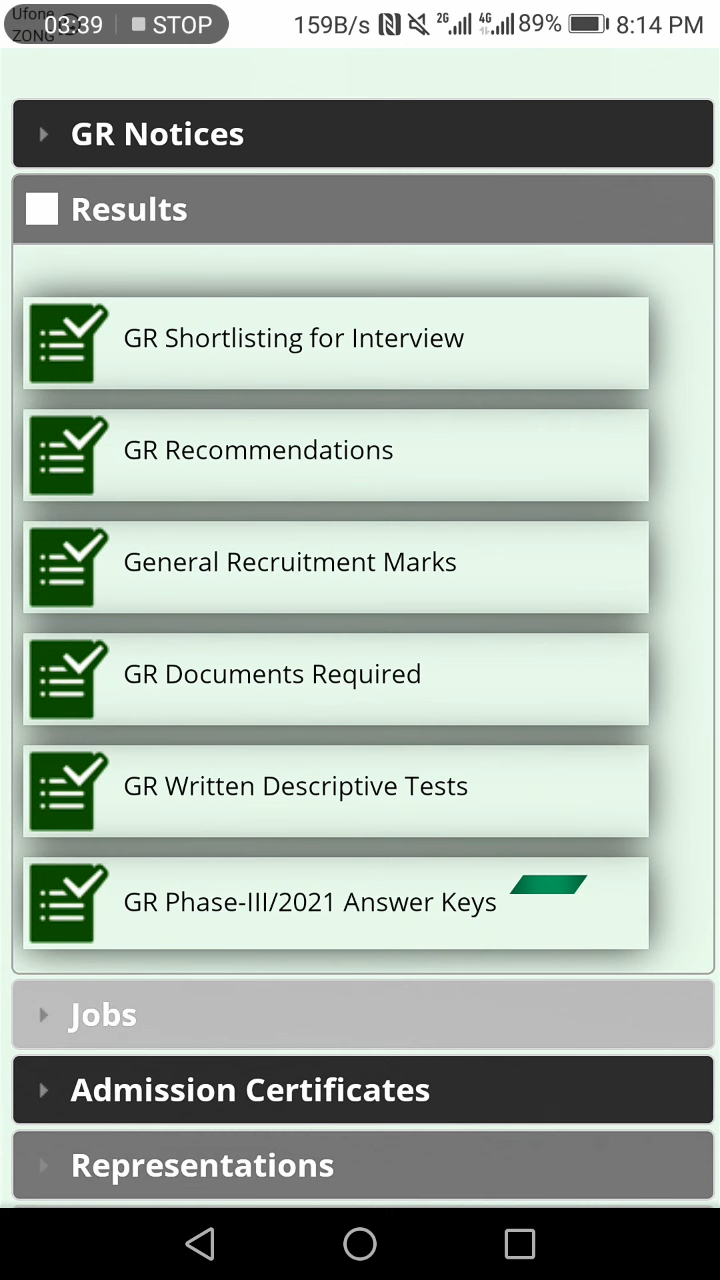 Ufone
ZONG
03:39 STOP 159B/s 2G 4G 89% 8:14 PM
GR Notices
Results
GR Shortlisting for Interview
GR Recommendations
General Recruitment Marks
GR Documents Required
GR Written Descriptive Tests
GR Phase-III/2021 Answer Keys
Jobs
Admission Certificates
Representations